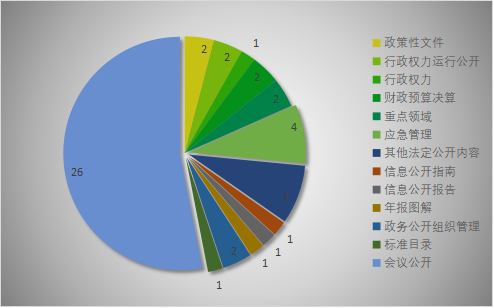 政策性文件
行政权力运行公开
行政权力
财政预算决算
重点领域
应急管理
其他法定公开内容
信息公开指南
信息公开报告
年报图解
政务公开组织管理
标准目录
会议公开
2
2
1
2
2
4
1
1
1
2
1
26